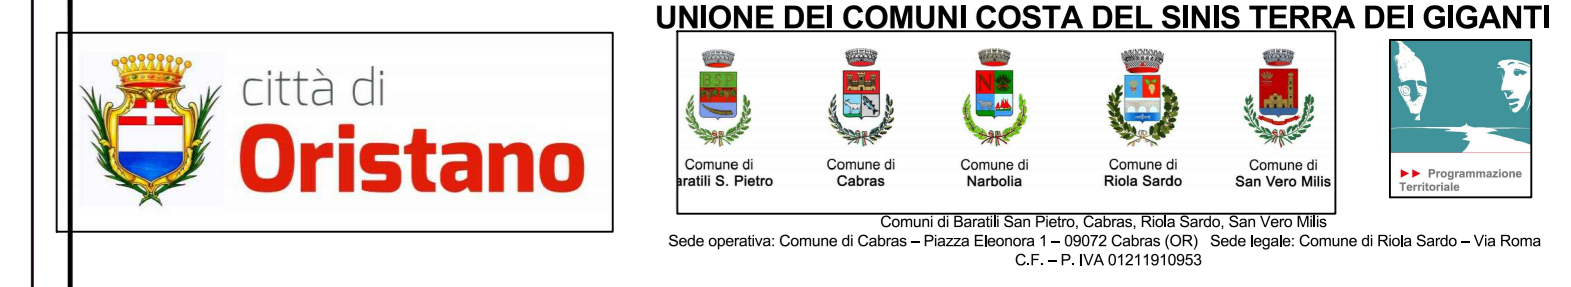 UNIONE DEI COMUNI COSTA DEL SINIS TERRA DEI GIGANTI
città di
Oristano
BSP
N
Comune di
aratili S. Pietro
Comune di
Cabras
Comune di
Narbolia
Comune di
Riola Sardo
Comune di
San Vero Milis
►► Programmazione
Territoriale
Comuni di Baratili San Pietro, Cabras, Riola Sardo, San Vero Milis
Sede operativa: Comune di Cabras – Piazza Eleonora 1 – 09072 Cabras (OR) Sede legale: Comune di Riola Sardo – Via Roma
C.F. – P. IVA 01211910953